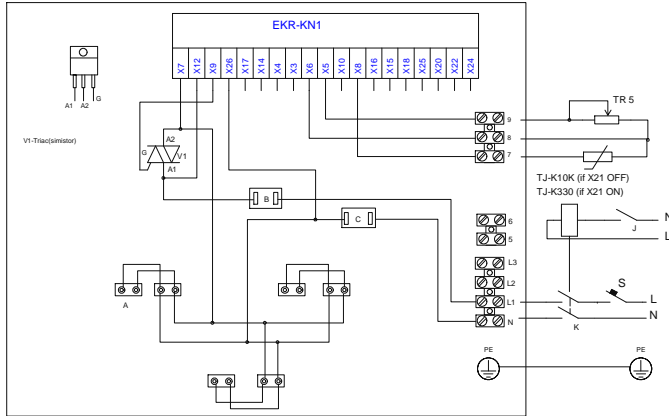 EKR-KN1
X7 X12 X9 X26 X17 X14 X4 X3 X6 X5 X10 X8 X16 X15 X18 X25 X20 X22 X24
A1 A2 G
V1-Triac(simistor)
A2
G V1
A1
B
C
A
9
8
7
6
5
L3
L2
L1
N
TR 5
TJ-K10K (if X21 OFF)
TJ-K330 (if X21 ON)
J N
L
S
L
N
K
PE
PE